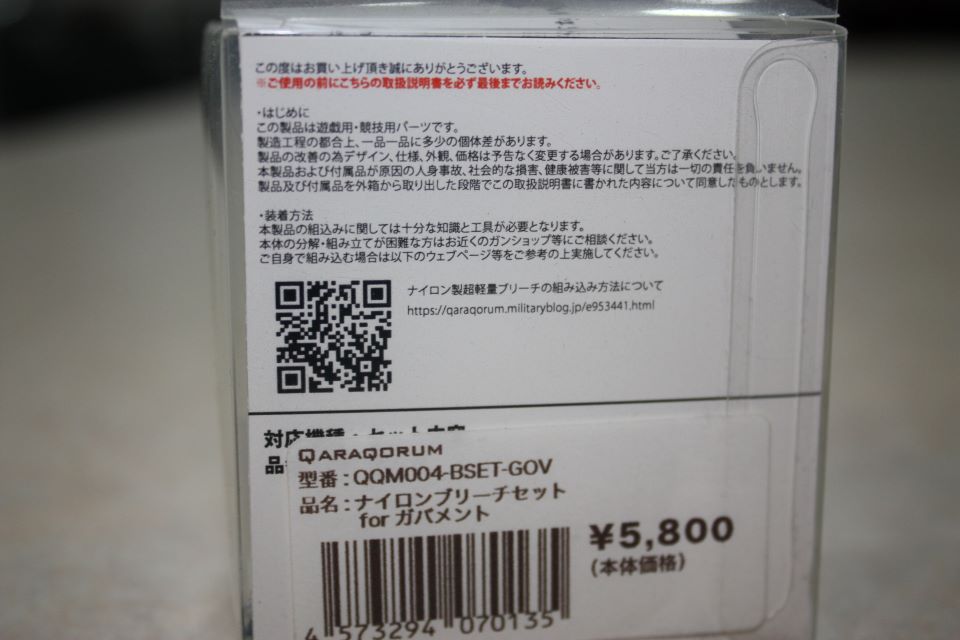 この度はお買い上げ頂き誠にありがとうございます。
※ご使用の前にこちらの取扱説明書を必ず最後までお読みください。
・はじめに
この製品は遊戯用・競技用パーツです。
製造工程の都合上、一品一品に多少の個体差があります。
製品の改善の為デザイン、仕様、外観、価格は予告なく変更する場合があります。ご了承ください。
本製品および付属品が原因の人身事故、社会的な損害、健康被害等に関して当方は一切の責任を負いません。
製品及び付属品を外箱から取り出した段階でこの取扱説明書に書かれた内容について同意したものとします。
・装着方法
本製品の組込みに関しては十分な知識と工具が必要となります。
本体の分解・組み立てが困難な方はお近くのガンショップ等にご相談ください。
ご自身で組み込む場合は以下のウェブページ等をご参考の上実施してください。
ナイロン製超軽量ブリーチの組み込み方法について
https://qaraqorum.militaryblog.jp/e953441.html
対応機種・セット内容
QARAQORUM
型番：QQM004-BSET-GOV
品名：ナイロンブリーチセット
for ガバメント
¥5,800
(本体価格)
4 573294 070135